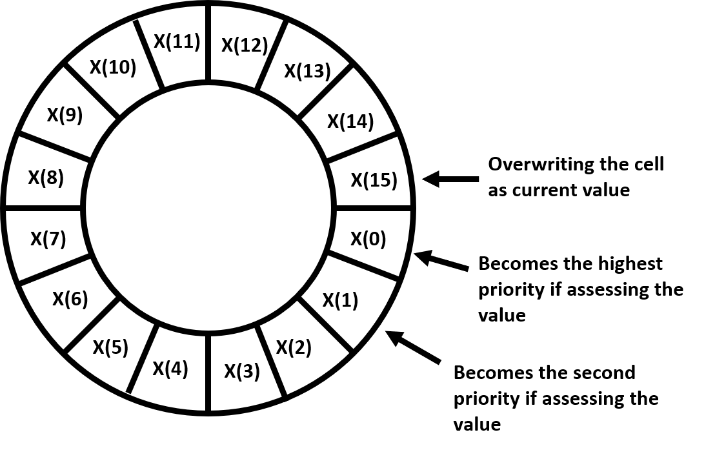 X(11)
X(12)
X(10)
X(13)
X(9)
X(14)
X(8)
X(15)
X(7)
X(0)
X(6)
X(1)
X(5)
X(2)
X(4)
X(3)
Overwriting the cell
as current value
Becomes the highest
priority if assessing the
value
Becomes the second
priority if assessing the
value